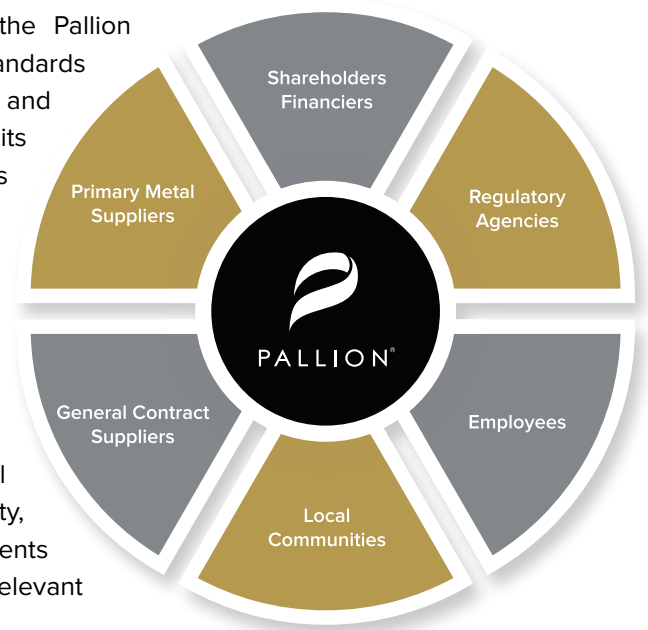 the Pallion
andards
and
its
s
l
ty,
ents
elevant
Shareholders
Financiers
Regulatory
Agencies
Employees
Local
Communities
General Contract
Suppliers
Primary Metal
Suppliers
PALLION®